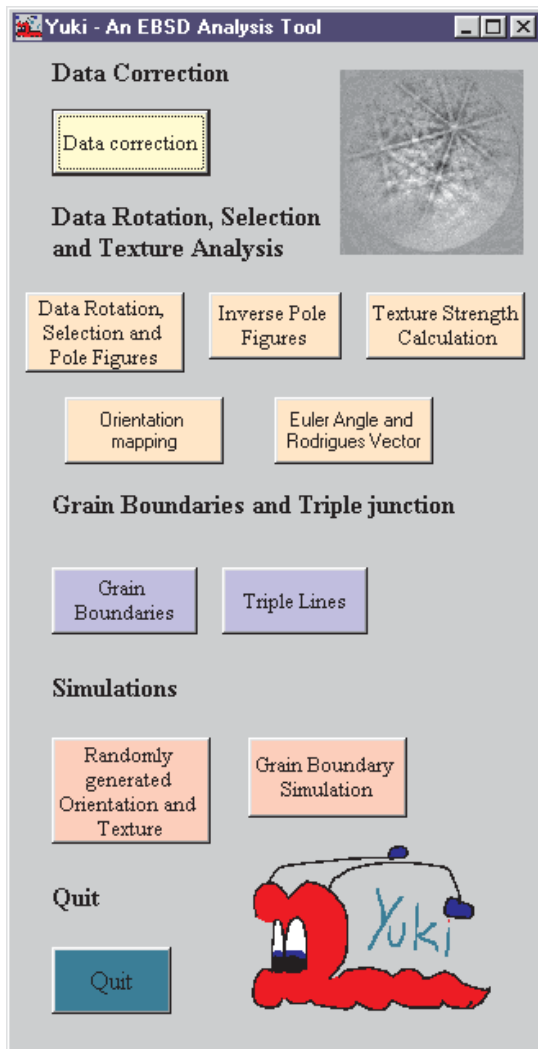 Yuki - An EBSD Analysis Tool
Data Correction
Data correction
Data Rotation, Selection
and Texture Analysis
Data Rotation,
Selection and
Pole Figures
Inverse Pole
Figures
Texture Strength
Calculation
Orientation
mapping
Euler Angle and
Rodrigues Vector
Grain Boundaries and Triple junction
Grain
Boundaries
Triple Lines
Simulations
Randomly
generated
Orientation and
Texture
Grain Boundary
Simulation
Quit
Quit
Yuki